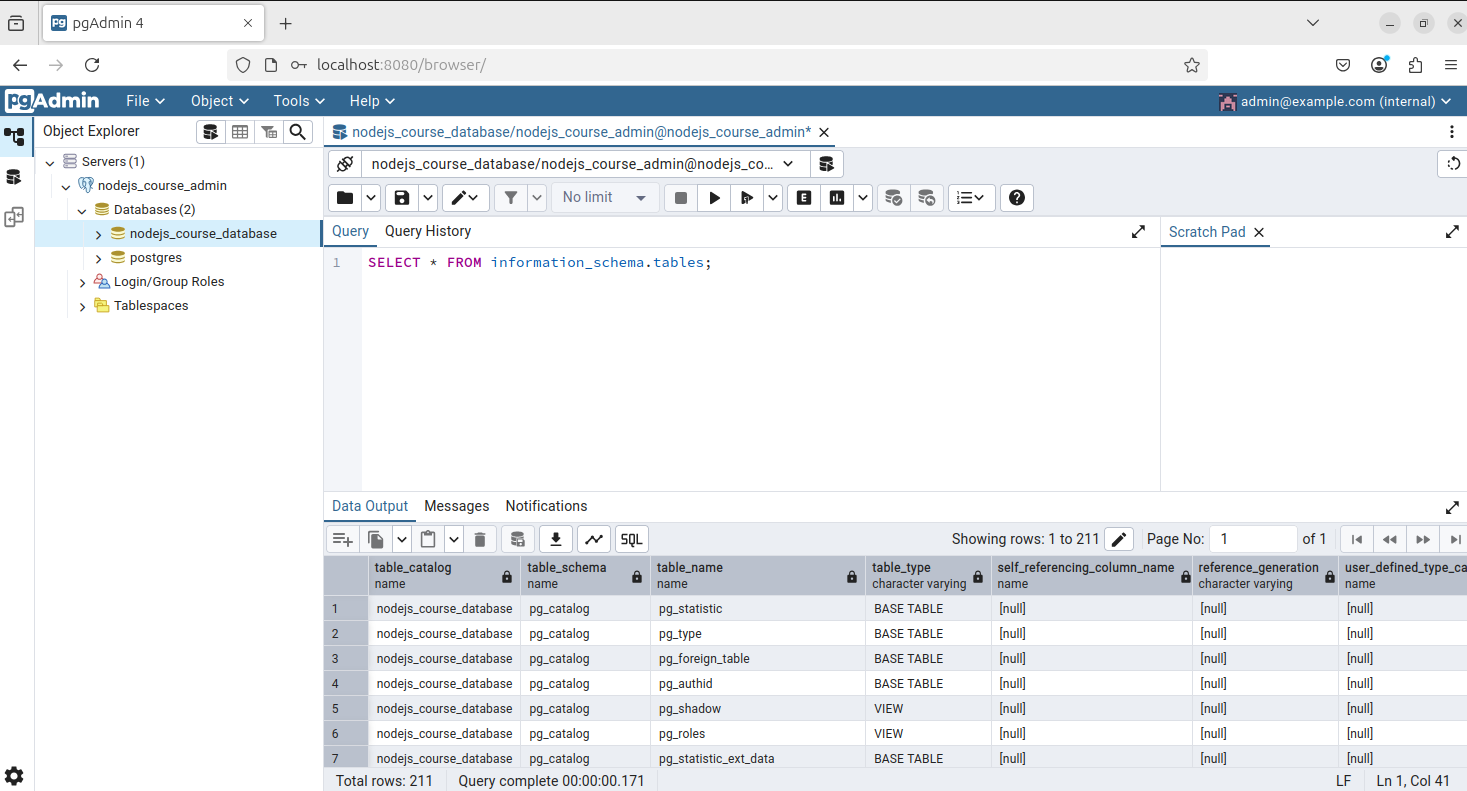 pgAdmin 4
localhost:8080/browser/
pgAdmin File Object Tools Help admin@example.com (internal)
Object Explorer
nodejs_course_database/nodejs_course_admin@nodejs_course_admin*
Servers (1)
nodejs_course_admin
Databases (2)
nodejs_course_database
postgres
Login/Group Roles
Tablespaces
nodejs_course_database/nodejs_course_admin@nodejs_co...
No limit
E
Query Query History
Scratch Pad
1 SELECT * FROM information_schema.tables;
Data Output Messages Notifications
SQL Showing rows: 1 to 211 Page No: 1 of 1
table_catalog table_schema table_name table_type self_referencing_column_name reference_generation user_defined_type_ca
name name name character varying name character varying name
1 nodejs_course_database pg_catalog pg_statistic BASE TABLE [null] [null] [null]
2 nodejs_course_database pg_catalog pg_type BASE TABLE [null] [null] [null]
3 nodejs_course_database pg_catalog pg_foreign_table BASE TABLE [null] [null] [null]
4 nodejs_course_database pg_catalog pg_authid BASE TABLE [null] [null] [null]
5 nodejs_course_database pg_catalog pg_shadow VIEW [null] [null] [null]
6 nodejs_course_database pg_catalog pg_roles VIEW [null] [null] [null]
7 nodejs_course_database pg_catalog pg_statistic_ext_data BASE TABLE [null] [null] [null]
Total rows: 211 Query complete 00:00:00.171 LF Ln 1, Col 41